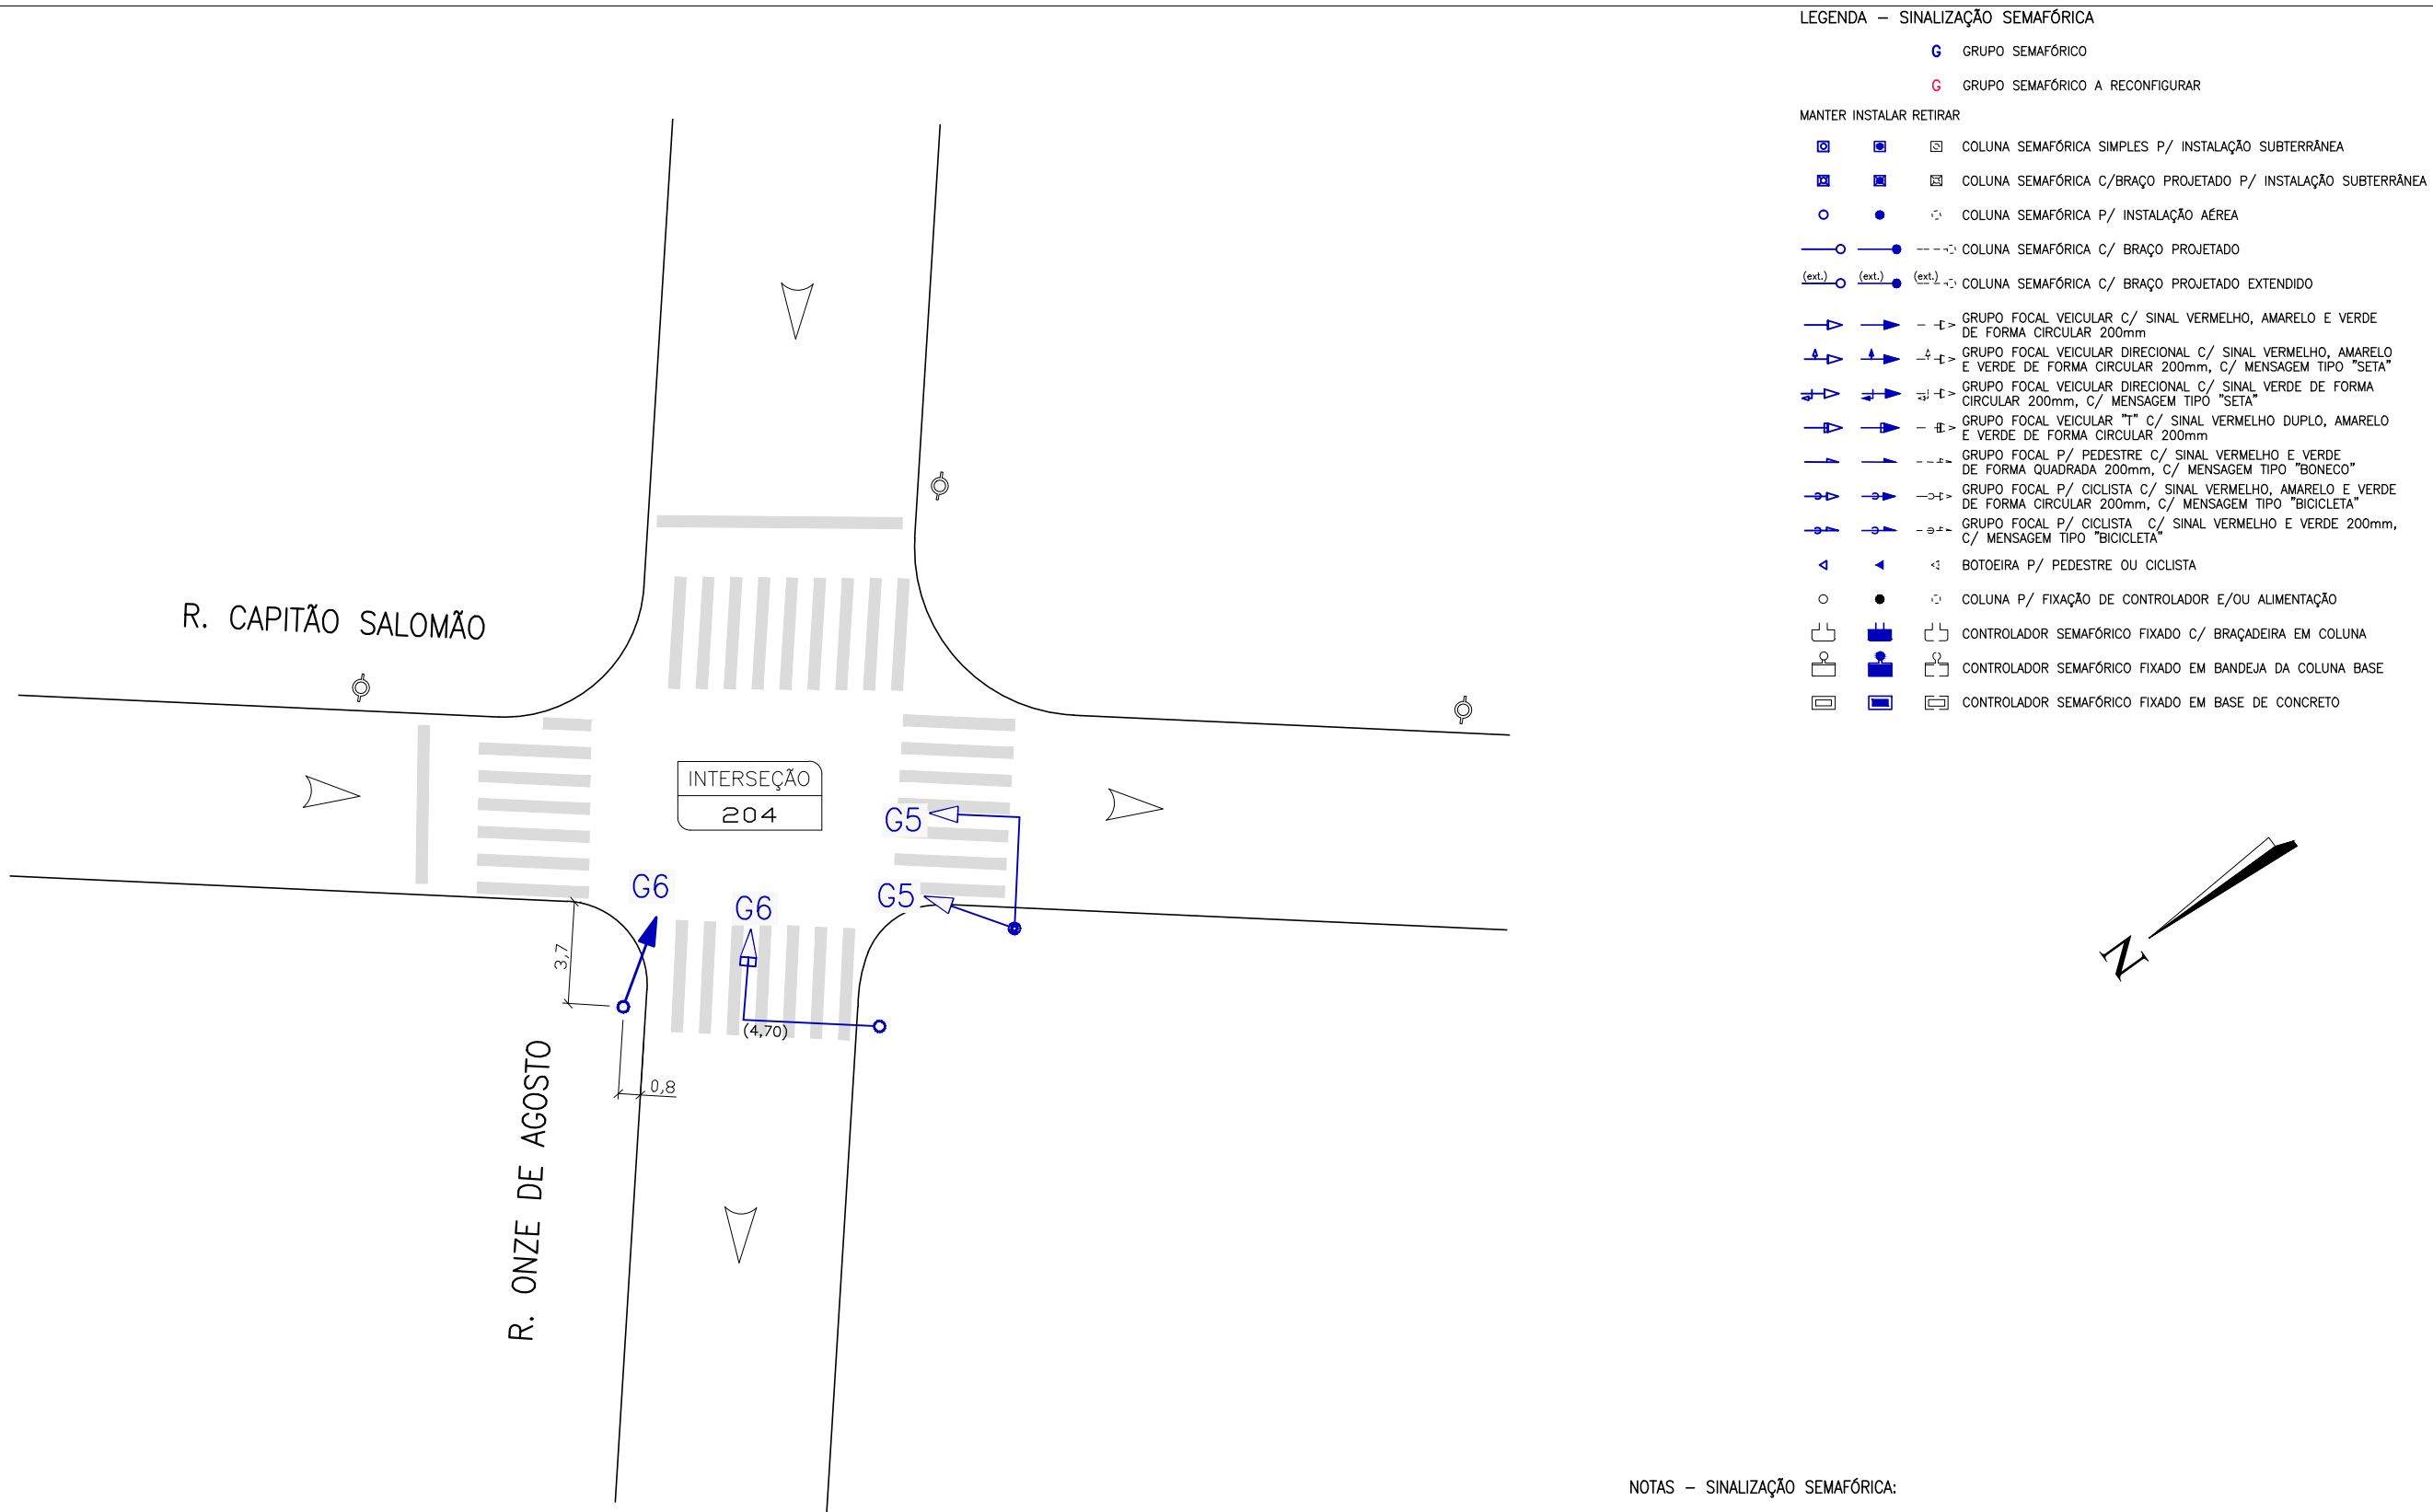 LEGENDA – SINALIZAÇÃO SEMAFÓRICA
G GRUPO SEMAFÓRICO
G GRUPO SEMAFÓRICO A RECONFIGURAR
MANTER INSTALAR RETIRAR
COLUNA SEMAFÓRICA SIMPLES P/ INSTALAÇÃO SUBTERRÂNEA
COLUNA SEMAFÓRICA C/BRAÇO PROJETADO P/ INSTALAÇÃO SUBTERRÂNEA
COLUNA SEMAFÓRICA P/ INSTALAÇÃO AÉREA
COLUNA SEMAFÓRICA C/ BRAÇO PROJETADO
(ext.) (ext.) (ext.) COLUNA SEMAFÓRICA C/ BRAÇO PROJETADO EXTENDIDO
GRUPO FOCAL VEICULAR C/ SINAL VERMELHO, AMARELO E VERDE
DE FORMA CIRCULAR 200mm
GRUPO FOCAL VEICULAR DIRECIONAL C/ SINAL VERMELHO, AMARELO
E VERDE DE FORMA CIRCULAR 200mm, C/ MENSAGEM TIPO "SETA"
GRUPO FOCAL VEICULAR DIRECIONAL C/ SINAL VERDE DE FORMA
CIRCULAR 200mm, C/ MENSAGEM TIPO "SETA"
GRUPO FOCAL VEICULAR "T" C/ SINAL VERMELHO DUPLO, AMARELO
E VERDE DE FORMA CIRCULAR 200mm
GRUPO FOCAL P/ PEDESTRE C/ SINAL VERMELHO E VERDE
DE FORMA QUADRADA 200mm, C/ MENSAGEM TIPO "BONECO"
GRUPO FOCAL P/ CICLISTA C/ SINAL VERMELHO, AMARELO E VERDE
DE FORMA CIRCULAR 200mm, C/ MENSAGEM TIPO "BICICLETA"
GRUPO FOCAL P/ CICLISTA C/ SINAL VERMELHO E VERDE 200mm,
C/ MENSAGEM TIPO "BICICLETA"
BOTOEIRA P/ PEDESTRE OU CICLISTA
COLUNA P/ FIXAÇÃO DE CONTROLADOR E/OU ALIMENTAÇÃO
CONTROLADOR SEMAFÓRICO FIXADO C/ BRAÇADEIRA EM COLUNA
CONTROLADOR SEMAFÓRICO FIXADO EM BANDEJA DA COLUNA BASE
CONTROLADOR SEMAFÓRICO FIXADO EM BASE DE CONCRETO
R. CAPITÃO SALOMÃO
INTERSEÇÃO
204
G5
G5
G6
G6
3,7
(4,70)
0,8
R. ONZE DE AGOSTO
N
NOTAS – SINALIZAÇÃO SEMAFÓRICA: